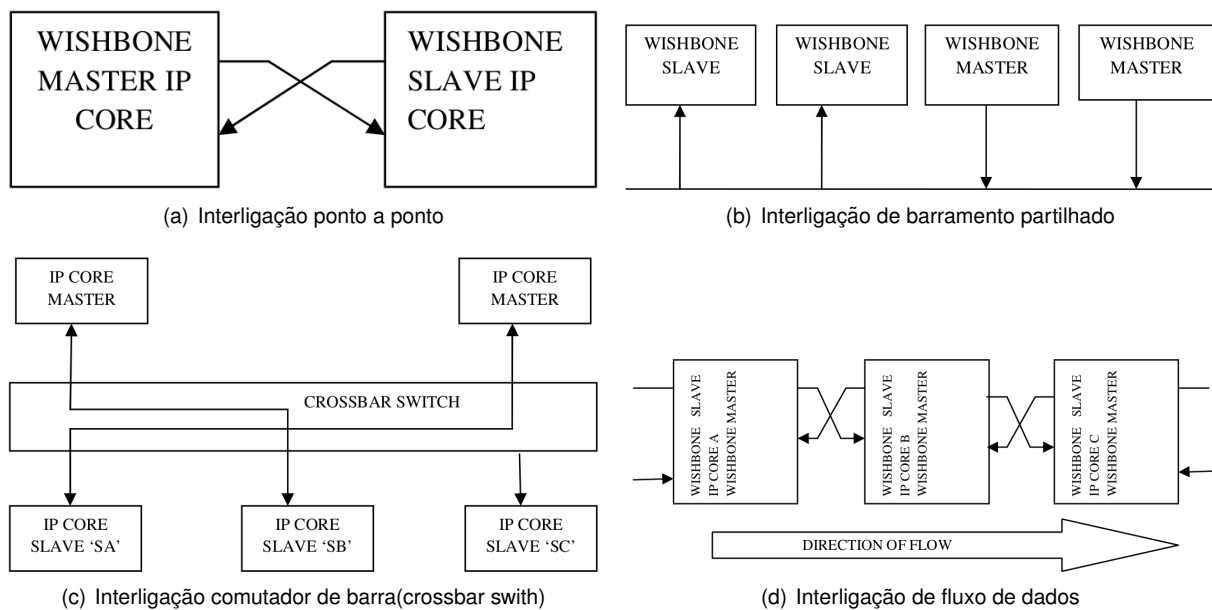 WISHBONE
MASTER IP
CORE
WISHBONE
SLAVE IP
CORE
(a) Interligação ponto a ponto
WISHBONE
SLAVE
WISHBONE
SLAVE
WISHBONE
MASTER
WISHBONE
MASTER
(b) Interligação de barramento partilhado
IP CORE
MASTER
IP CORE
MASTER
CROSSBAR SWITCH
IP CORE
SLAVE ‘SA’
IP CORE
SLAVE ‘SB’
IP CORE
SLAVE ‘SC’
(c) Interligação comutador de barra(crossbar swith)
WISHBONE SLAVE
IP CORE A
WISHBONE MASTER
WISHBONE SLAVE
IP CORE B
WISHBONE MASTER
WISHBONE SLAVE
IP CORE C
WISHBONE MASTER
DIRECTION OF FLOW
(d) Interligação de fluxo de dados